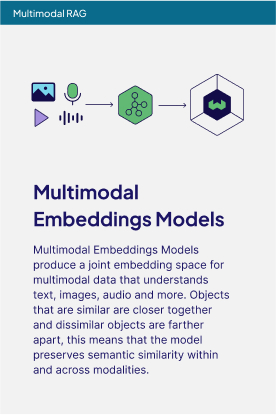 Multimodal RAG
Multimodal
Embeddings Models
Multimodal Embeddings Models
produce a joint embedding space for
multimodal data that understands
text, images, audio and more. Objects
that are similar are closer together
and dissimilar objects are farther
apart, this means that the model
preserves semantic similarity within
and across modalities.